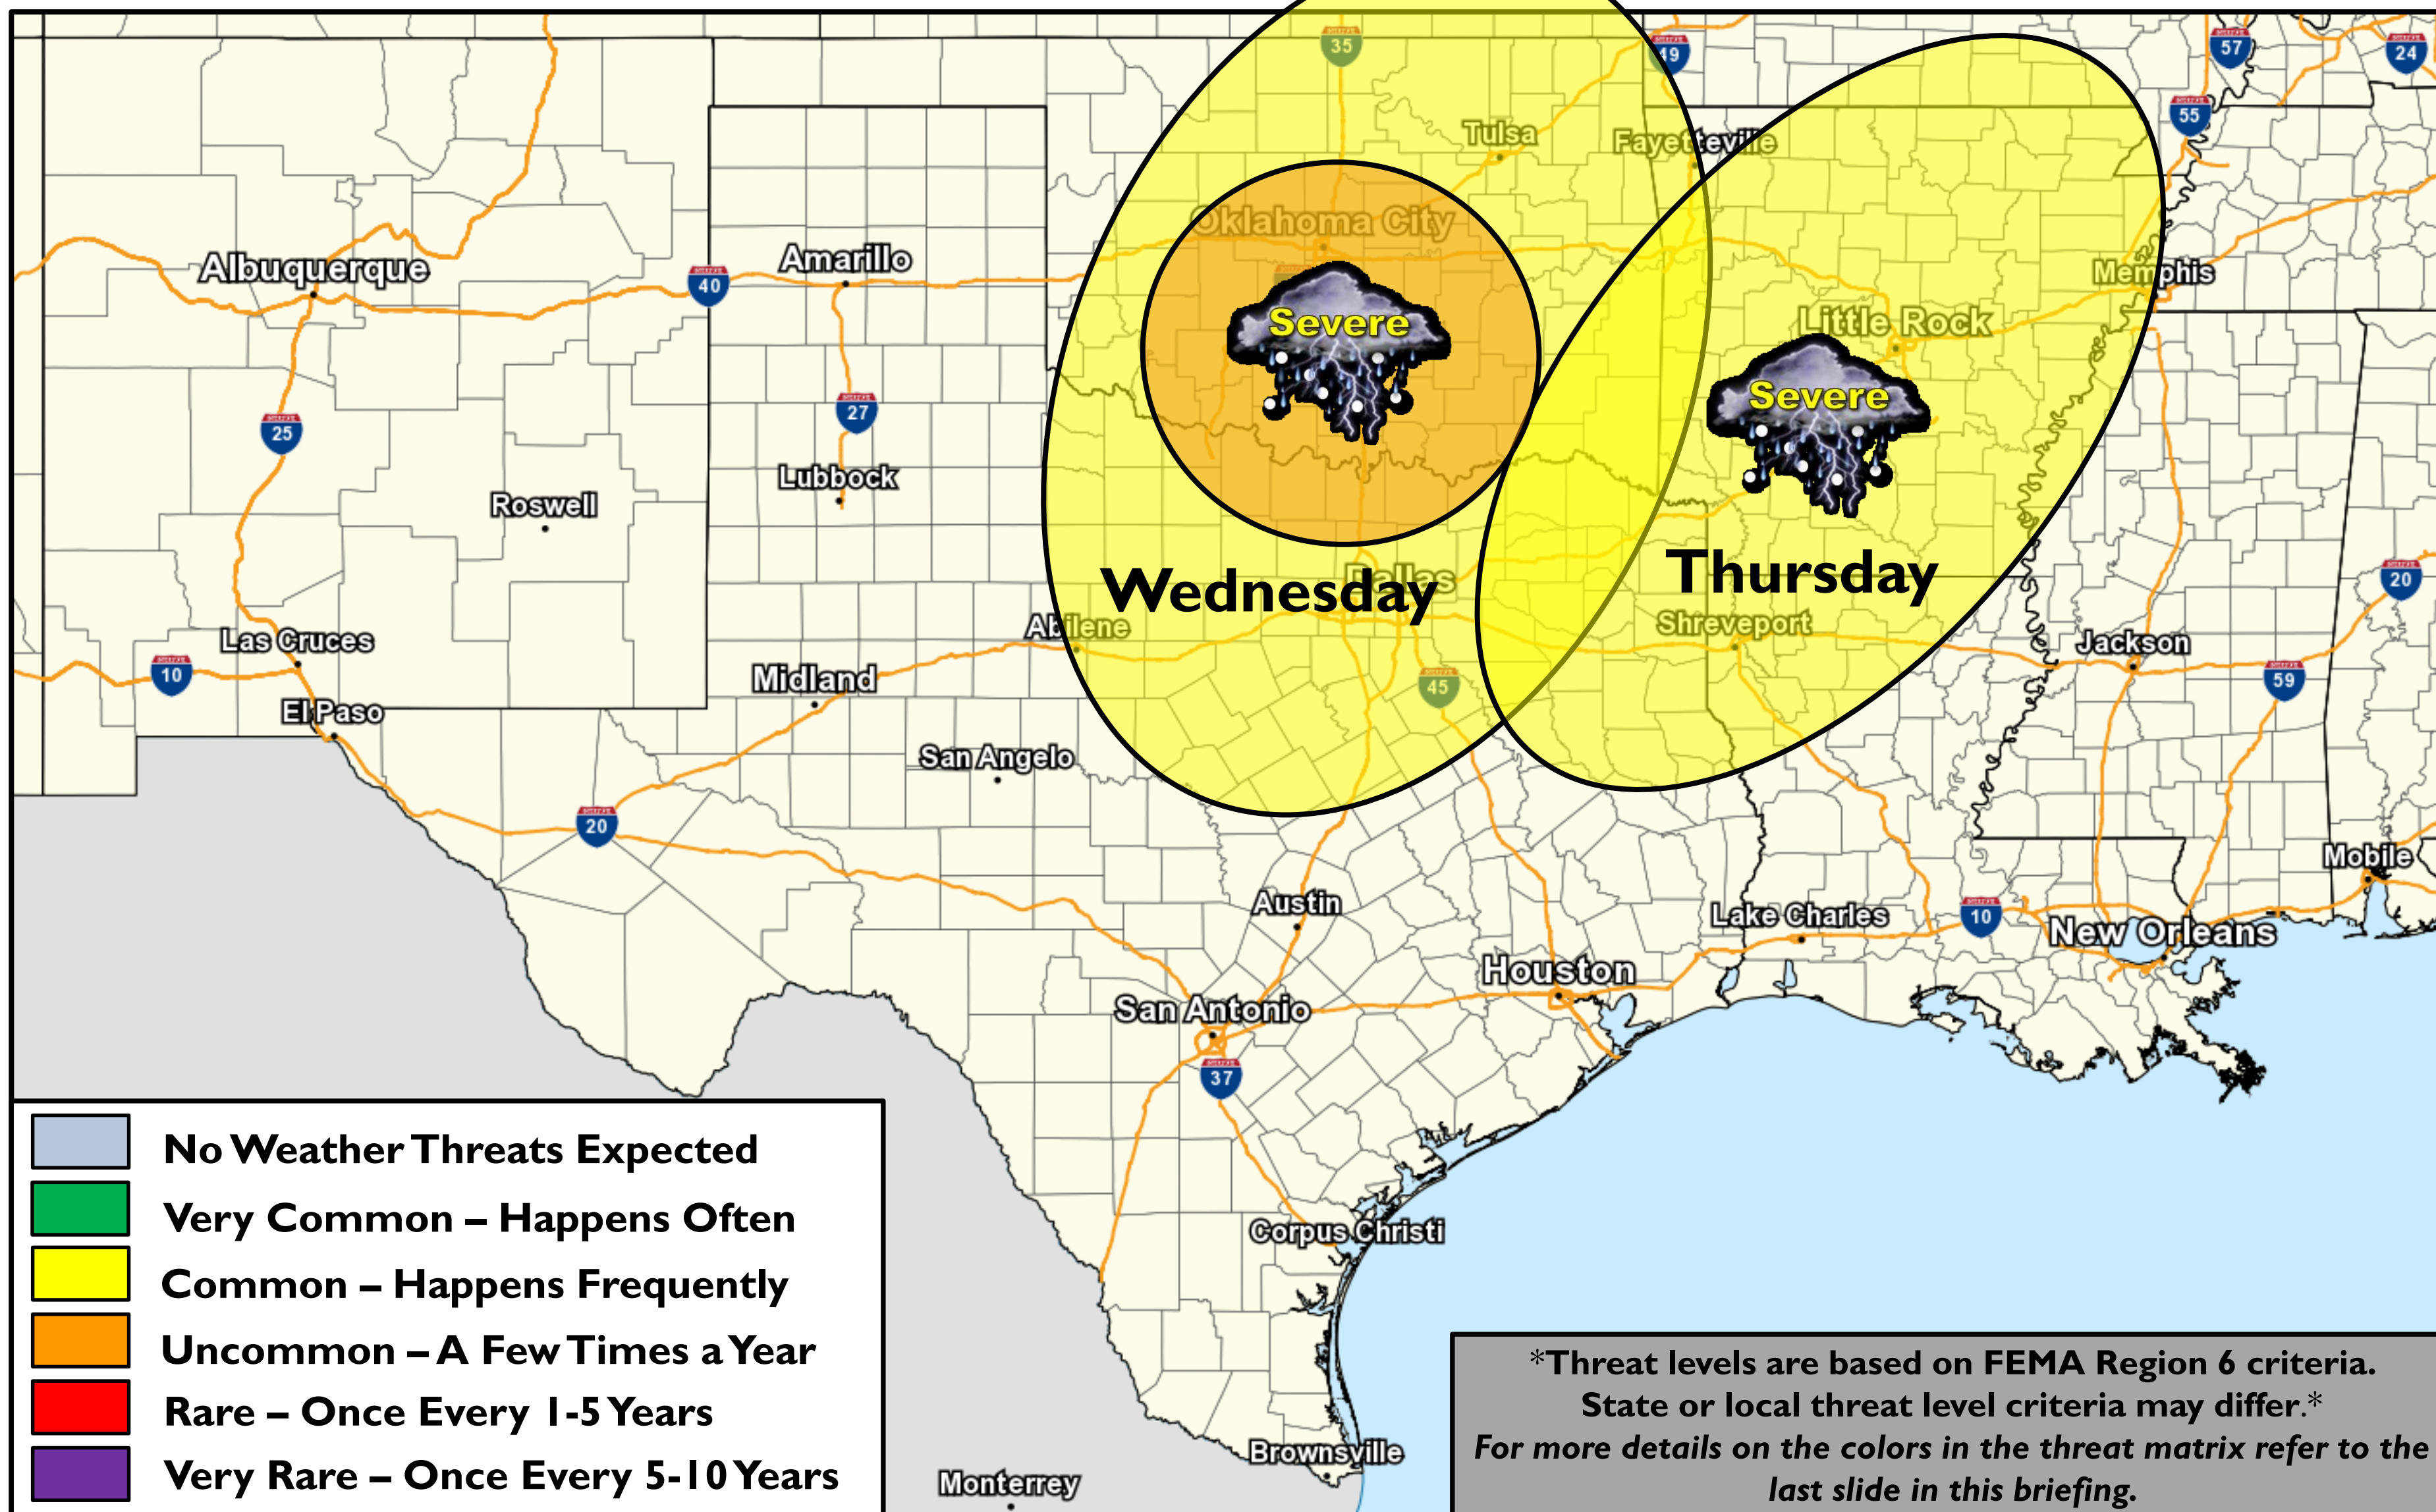 35
49
57
24
55
Tulsa
Fayetteville
Oklahoma City
Albuquerque
Amarillo
40
Memphis
Severe
Little Rock
Severe
27
25
Lubbock
Roswell
Wednesday
Dallas
Thursday
20
Abilene
Shreveport
Las Cruces
Jackson
10
Midland
45
59
El Paso
San Angelo
20
Mobile
Austin
Lake Charles
10
New Orleans
Houston
San Antonio
37
Corpus Christi
Brownsville
Monterrey
No Weather Threats Expected
Very Common – Happens Often
Common – Happens Frequently
Uncommon – A Few Times a Year
Rare – Once Every 1-5 Years
Very Rare – Once Every 5-10 Years
*Threat levels are based on FEMA Region 6 criteria.
State or local threat level criteria may differ.*
For more details on the colors in the threat matrix refer to the
last slide in this briefing.